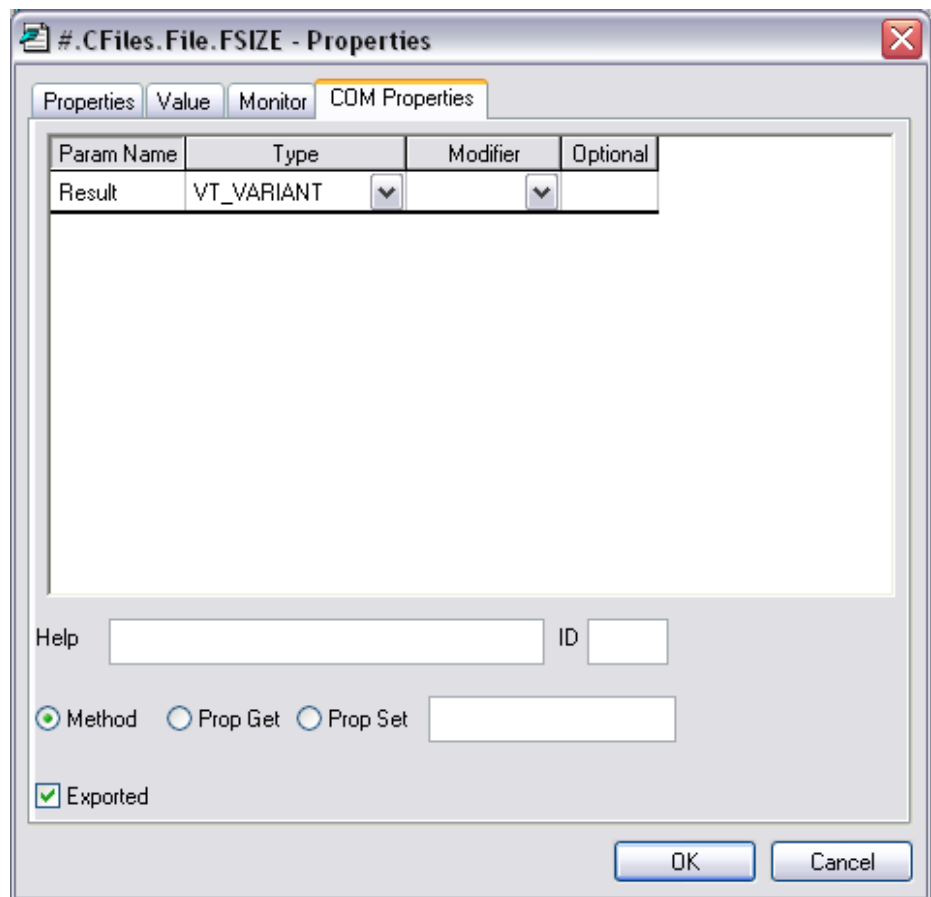 #.CFiles.File.FSIZE - Properties
Properties Value Monitor COM Properties
Param Name Type Modifier Optional
Result VT_VARIANT
Help ID
Method Prop Get Prop Set
Exported
OK Cancel